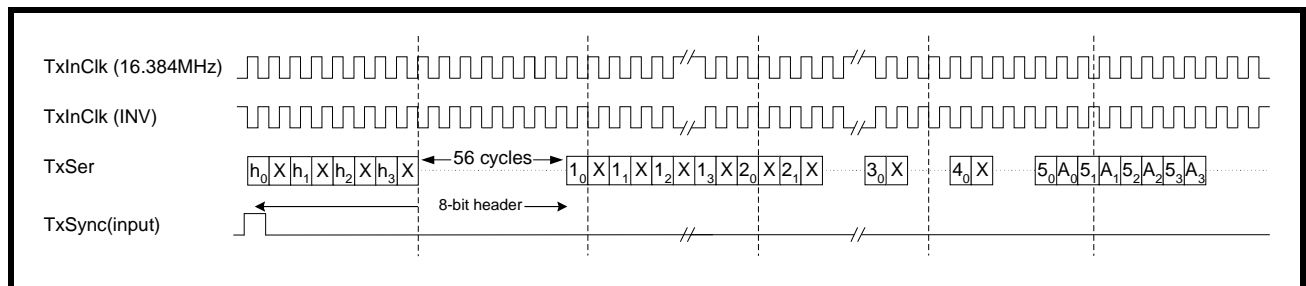 TxInClk (16.384MHz)
TxInClk (INV)
TxSer h₀ X h₁ X h₂ X h₃ X 56 cycles 1₀ X 1₁ X 1₂ X 1₃ X 2₀ X 2₁ X 3₀ X 4₀ X 5₀ A₀ 5₁ A₁ 5₂ A₂ 5₃ A₃
8-bit header
TxSync(input)